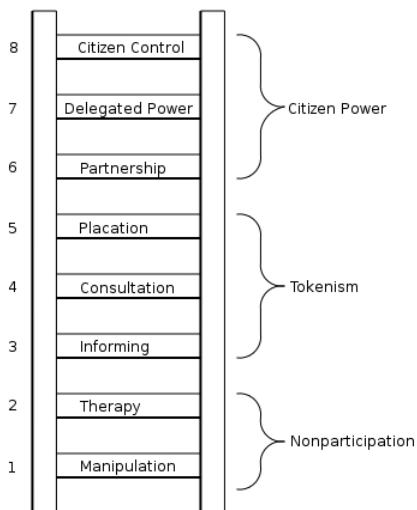 8 Citizen Control
7 Delegated Power
Citizen Power
6 Partnership
5 Placation
4 Consultation
Tokenism
3 Informing
2 Therapy
Nonparticipation
1 Manipulation